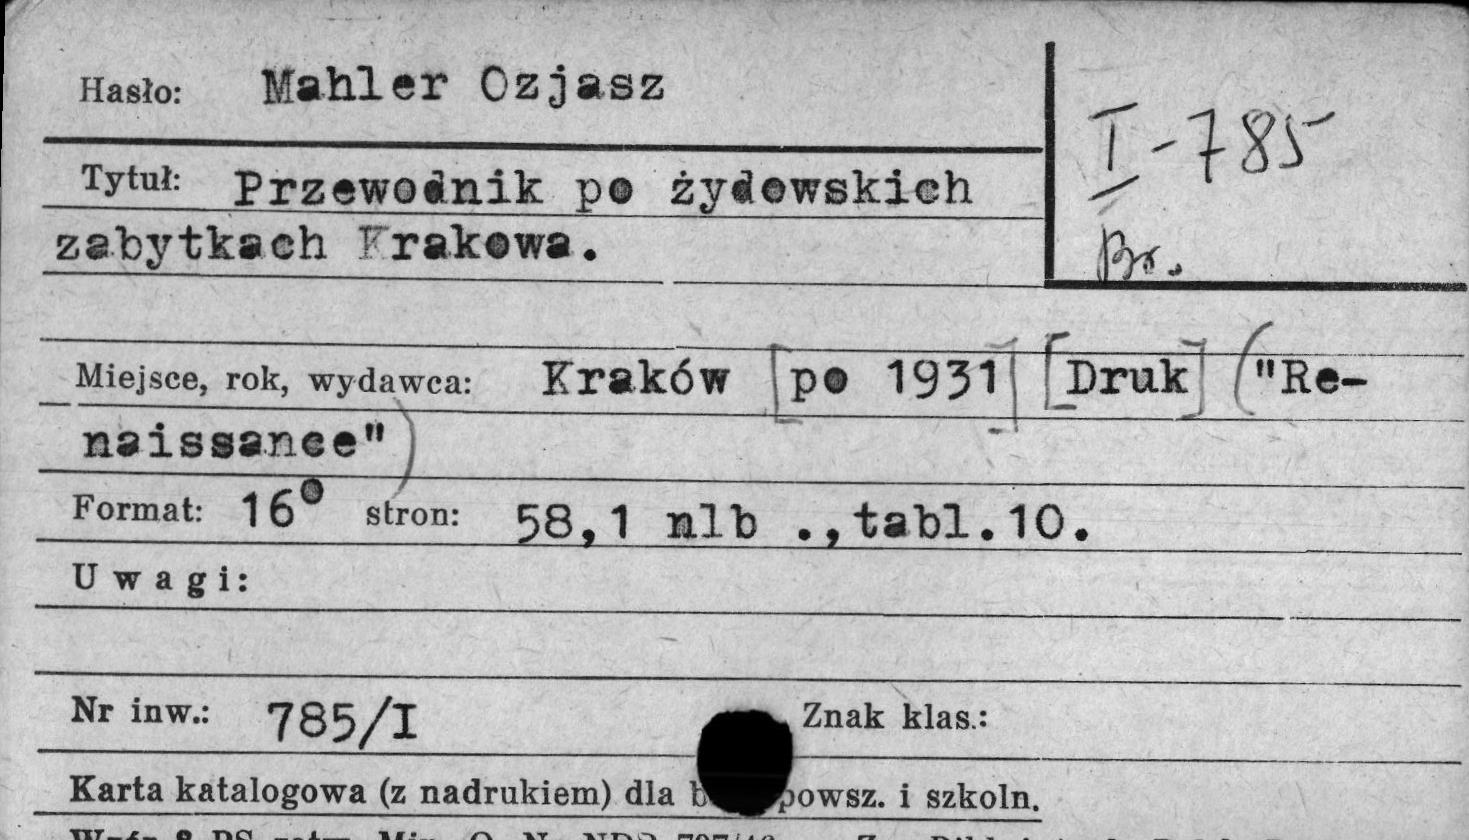 Hasło: Mahler Ozjasz
I-785
Tytuł: Przewodnik po żydowskich
zabytkach Krakowa.
Br.
Miejsce, rok, wydawca: Kraków [po 1931] [Druk] ("Re-
naissance")
Format: 16° stron: 58,1 nlb .,tabl.10.
Uwagi:
Nr inw.: 785/I Znak klas.:
Karta katalogowa (z nadrukiem) dla powsz. i szkoln.